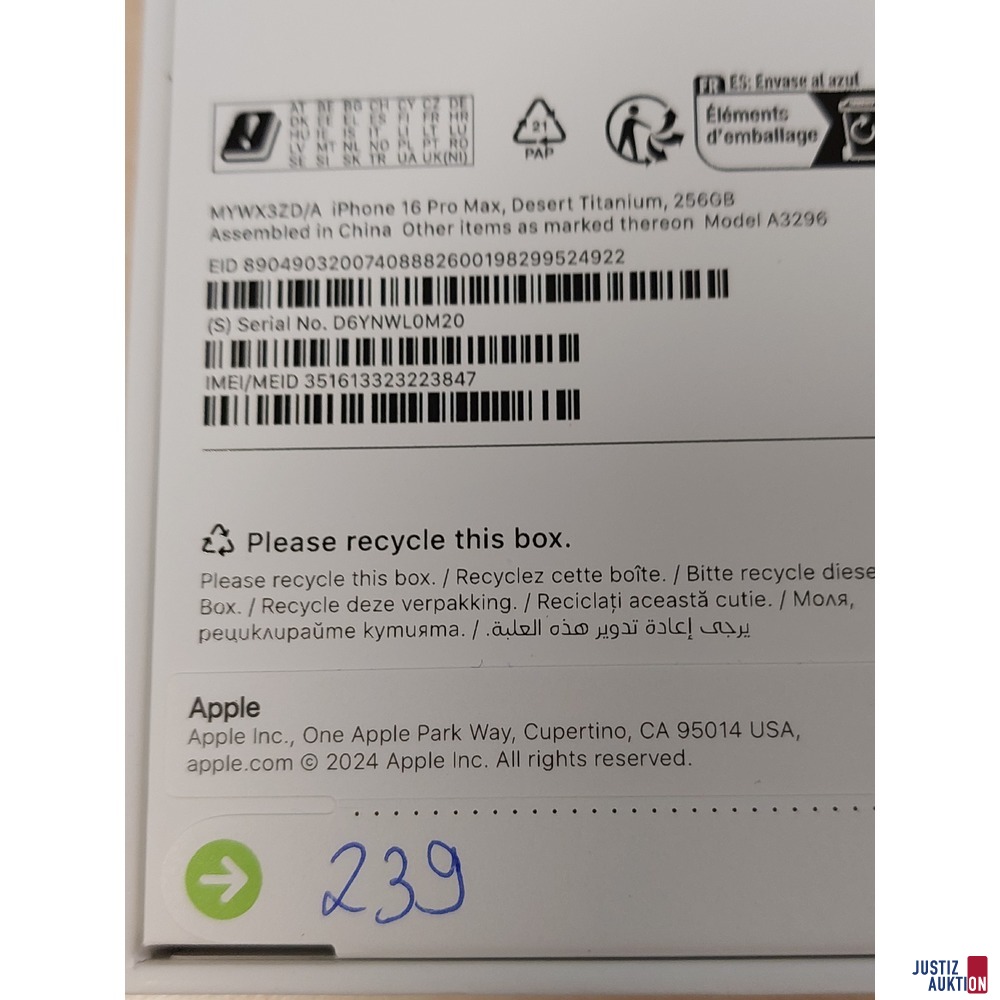 FR ES: Envase al azul
Éléments
d'emballage
AT BE BG CH CY CZ DE
DK EE EL ES FI FR HR
HU IE IS IT LI LT LU
LV MT NL NO PL PT RO
SE SI SK TR UA UK(NI)
21
PAP
MYWX3ZD/A iPhone 16 Pro Max, Desert Titanium, 256GB
Assembled in China Other items as marked thereon Model A3296
EID 89049032007408882600198299524922
(S) Serial No. D6YNWL0M20
IMEI/MEID 351613323223847
Please recycle this box.
Please recycle this box. / Recyclez cette boîte. / Bitte recycle diese
Box. / Recycle deze verpakking. / Reciclați această cutie. / Моля,
рециклирайте кутията. / يرجى إعادة تدوير هذه العلبة.
Apple
Apple Inc., One Apple Park Way, Cupertino, CA 95014 USA,
apple.com © 2024 Apple Inc. All rights reserved.
239
JUSTIZ
AUKTION